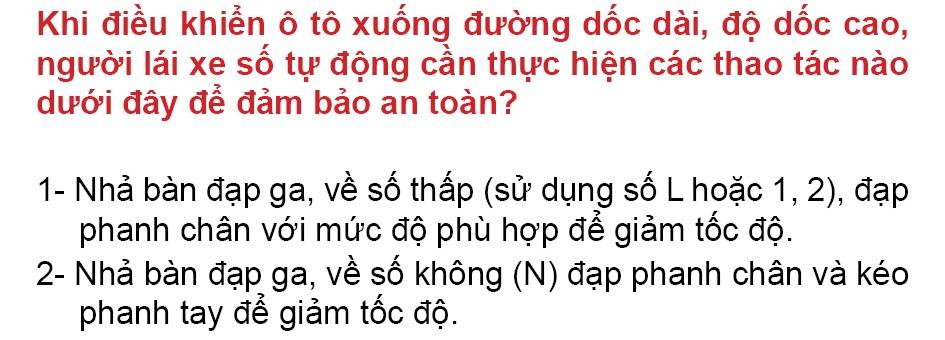 Khi điều khiển ô tô xuống đường dốc dài, độ dốc cao,
người lái xe số tự động cần thực hiện các thao tác nào
dưới đây để đảm bảo an toàn?
1- Nhả bàn đạp ga, về số thấp (sử dụng số L hoặc 1, 2), đạp
phanh chân với mức độ phù hợp để giảm tốc độ.
2- Nhả bàn đạp ga, về số không (N) đạp phanh chân và kéo
phanh tay để giảm tốc độ.